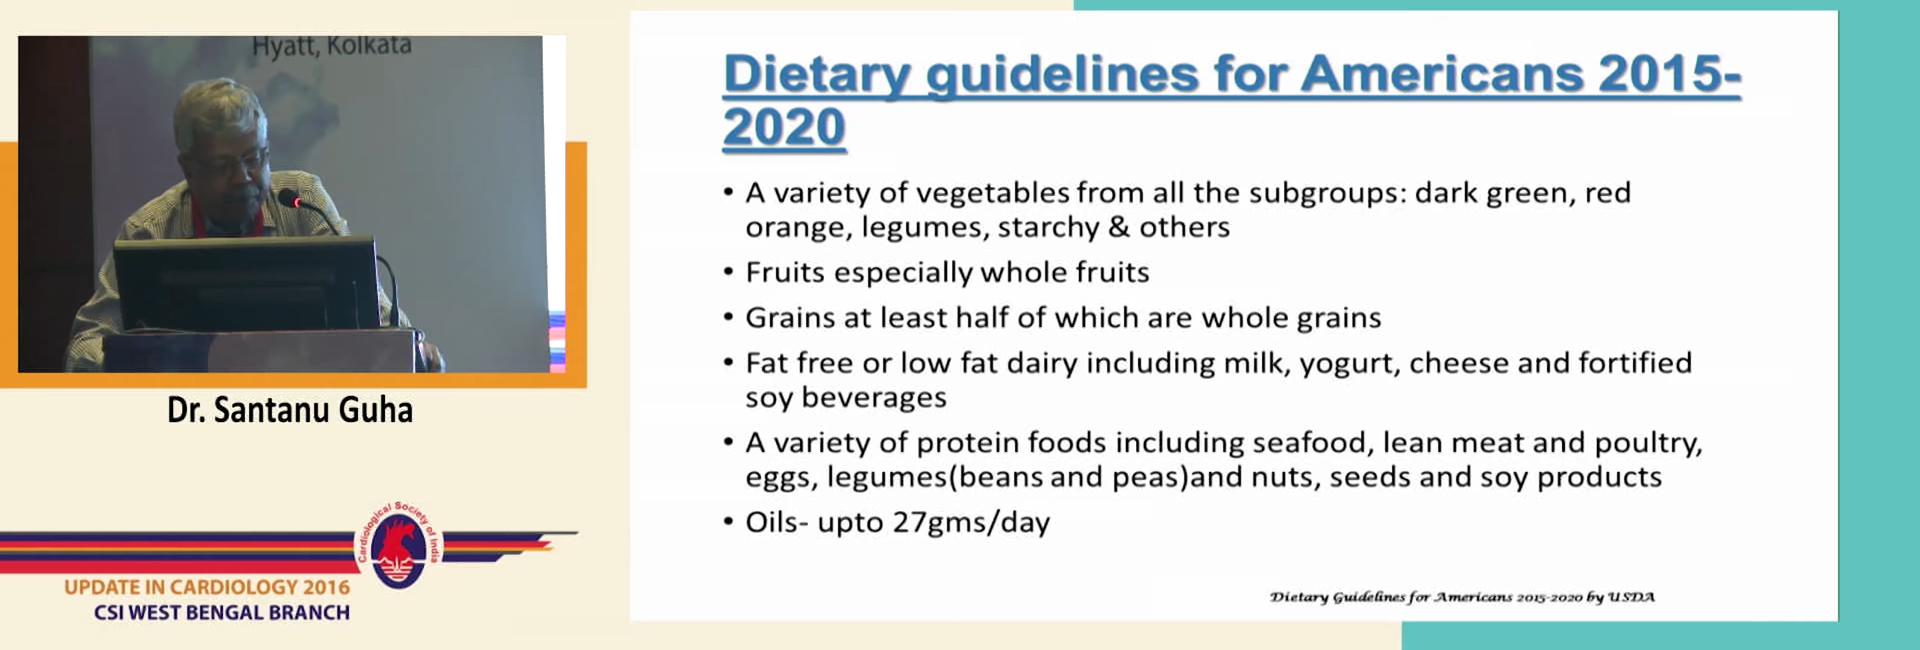 Hyatt, Kolkata
Dr. Santanu Guha
Cardiological Society of India
UPDATE IN CARDIOLOGY 2016
CSI WEST BENGAL BRANCH
Dietary guidelines for Americans 2015-
2020
• A variety of vegetables from all the subgroups: dark green, red
orange, legumes, starchy & others
• Fruits especially whole fruits
• Grains at least half of which are whole grains
• Fat free or low fat dairy including milk, yogurt, cheese and fortified
soy beverages
• A variety of protein foods including seafood, lean meat and poultry,
eggs, legumes(beans and peas)and nuts, seeds and soy products
• Oils- upto 27gms/day
Dietary Guidelines for Americans 2015-2020 by USDA